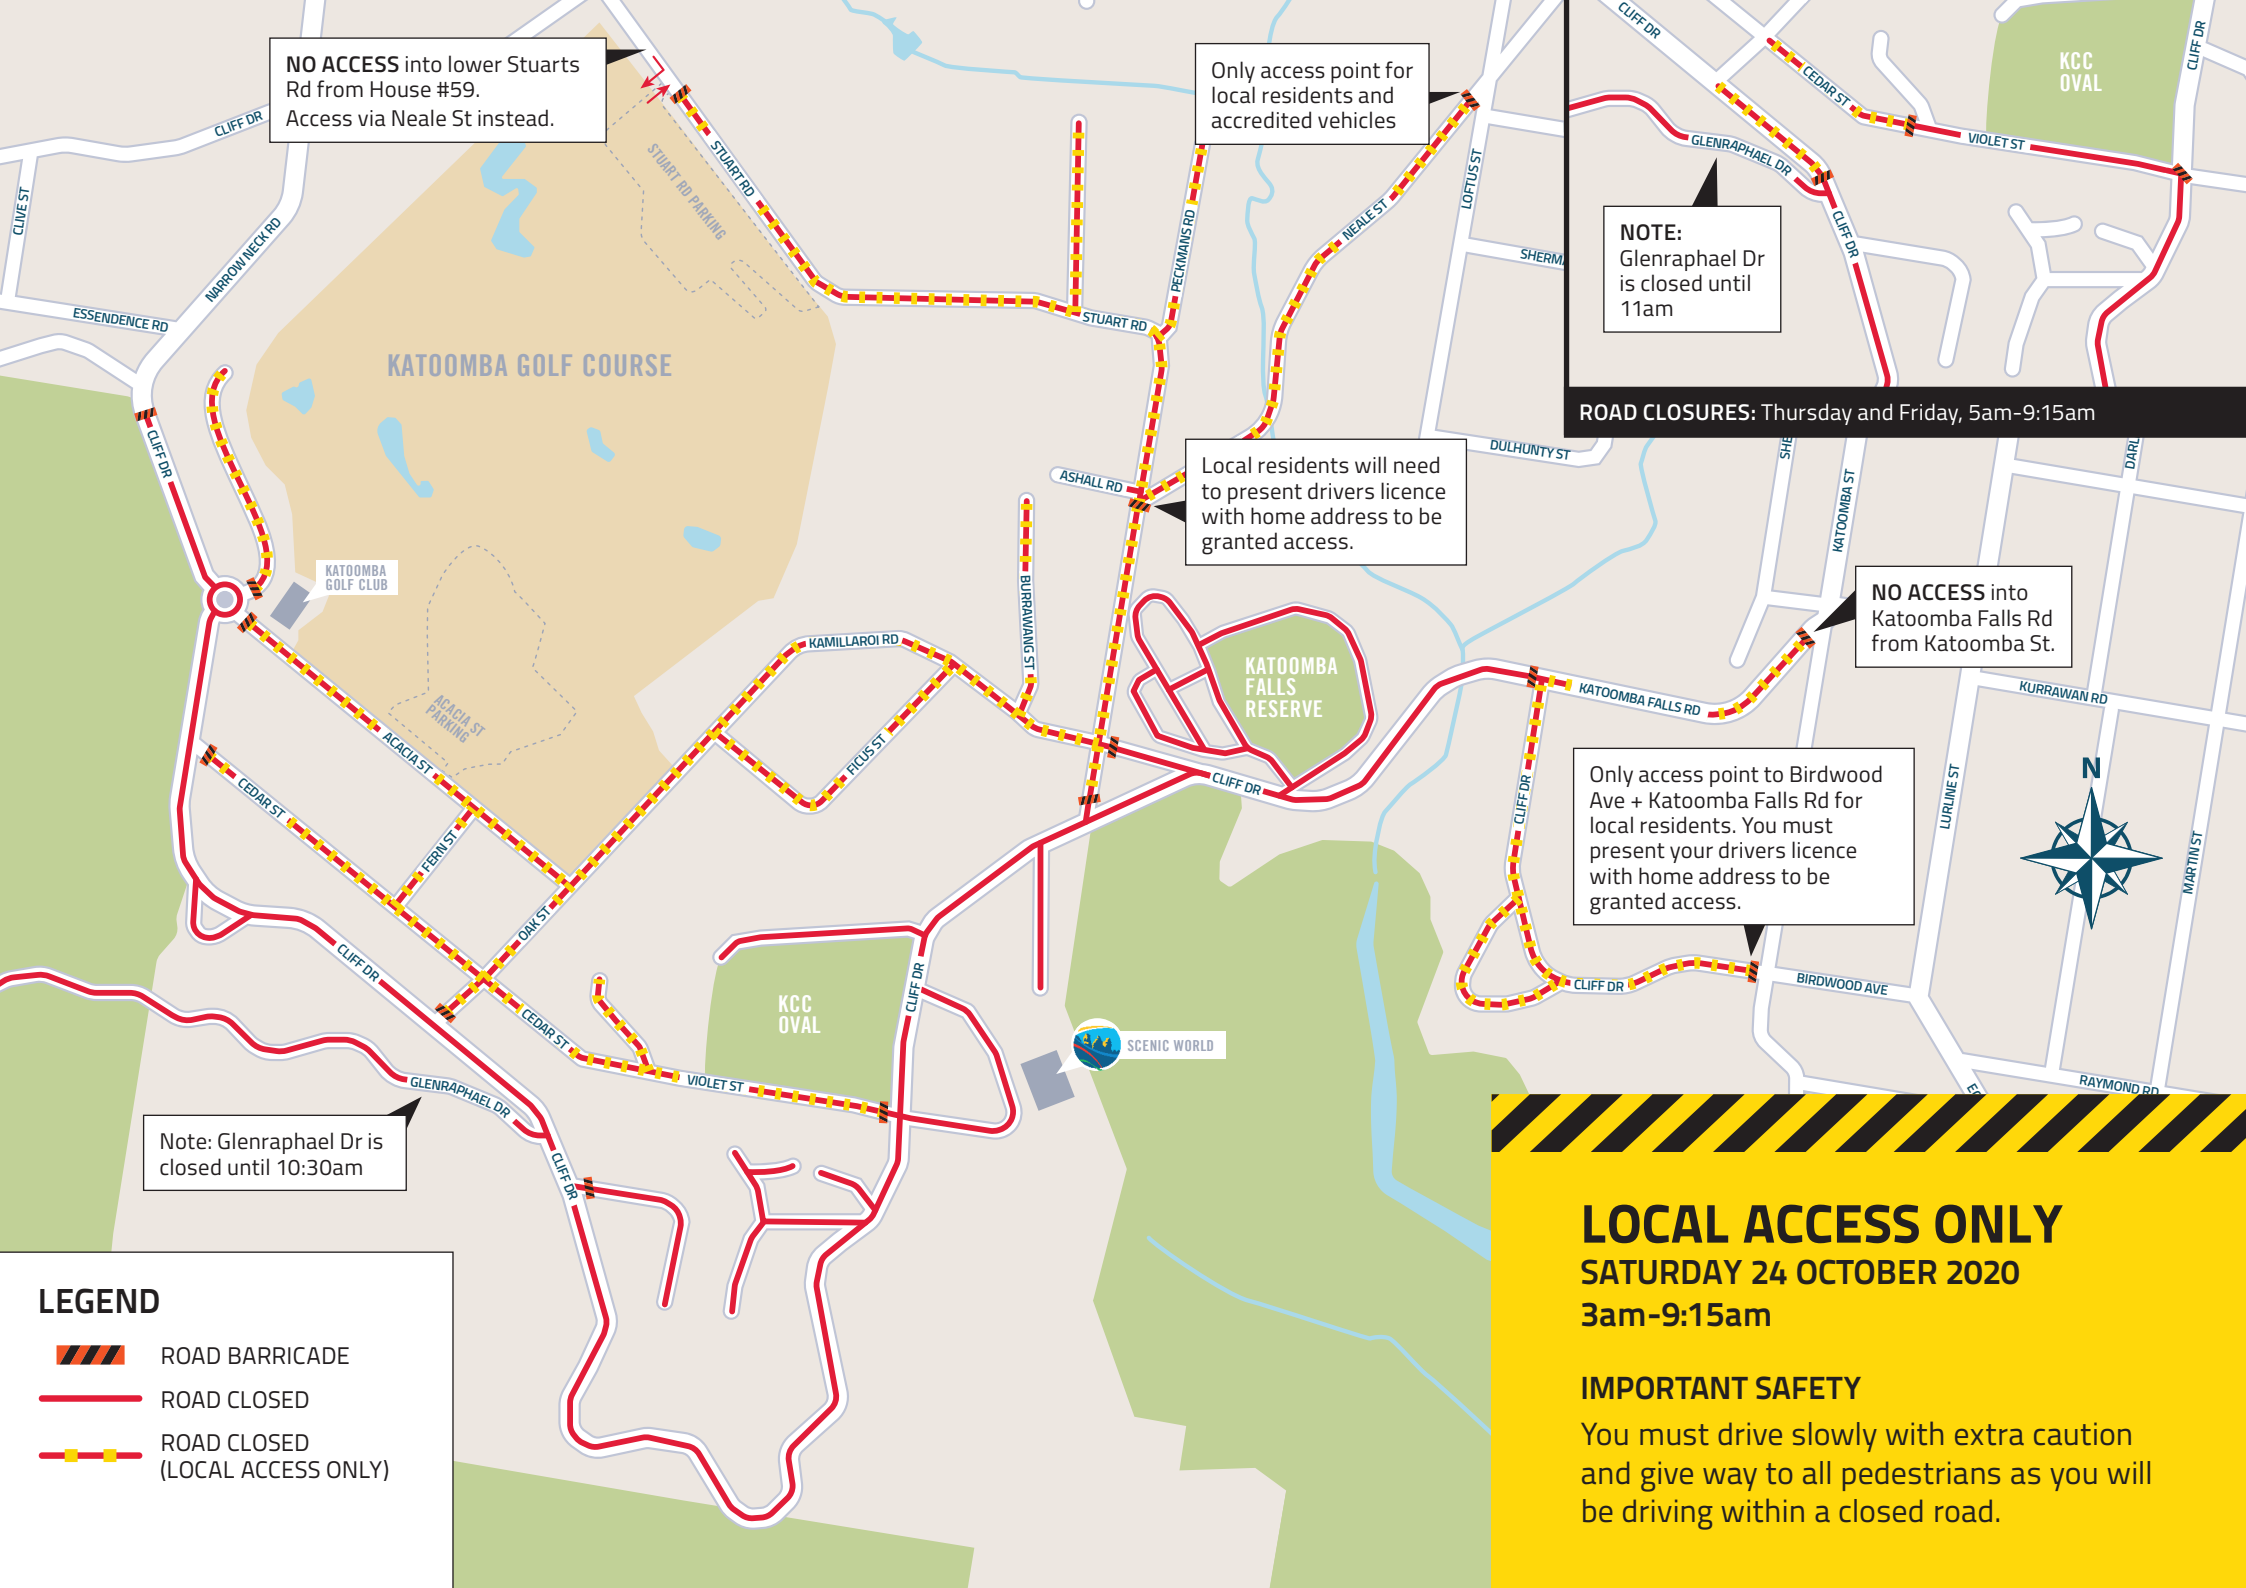 NO ACCESS into lower Stuarts
Rd from House #59.
Access via Neale St instead.
Only access point for
local residents and
accredited vehicles
CLIFF DR
CEDAR ST
KCC
OVAL
CLIFF DR
VIOLET ST
GLENRAPHAEL DR
CLIFF DR
NOTE:
Glenraphael Dr
is closed until
11am
ROAD CLOSURES: Thursday and Friday, 5am-9:15am
CLIFF DR
CLIVE ST
NARROW NECK RD
ESSENDENCE RD
STUART RD
STUART RD PARKING
PECKMANS RD
NEALE ST
LOFTUS ST
SHERM
STUART RD
KATOOMBA GOLF COURSE
CLIFF DR
ASHALL RD
DULHUNTY ST
SHE
KATOOMBA ST
DARL
Local residents will need
to present drivers licence
with home address to be
granted access.
KATOOMBA
GOLF CLUB
BURRAWANG ST
KAMILLAROI RD
KATOOMBA
FALLS
RESERVE
NO ACCESS into
Katoomba Falls Rd
from Katoomba St.
KATOOMBA FALLS RD
KURRAWAN RD
ACACIA ST
PARKING
ACACIA ST
FICUS ST
CLIFF DR
CLIFF DR
Only access point to Birdwood
Ave + Katoomba Falls Rd for
local residents. You must
present your drivers licence
with home address to be
granted access.
LURLINE ST
N
MARTIN ST
CEDAR ST
FERN ST
OAK ST
CLIFF DR
CLIFF DR
CLIFF DR
BIRDWOOD AVE
KCC
OVAL
CEDAR ST
SCENIC WORLD
VIOLET ST
GLENRAPHAEL DR
RAYMOND RD
Note: Glenraphael Dr is
closed until 10:30am
CLIFF DR
LEGEND
ROAD BARRICADE
ROAD CLOSED
ROAD CLOSED
(LOCAL ACCESS ONLY)
LOCAL ACCESS ONLY
SATURDAY 24 OCTOBER 2020
3am-9:15am
IMPORTANT SAFETY
You must drive slowly with extra caution
and give way to all pedestrians as you will
be driving within a closed road.